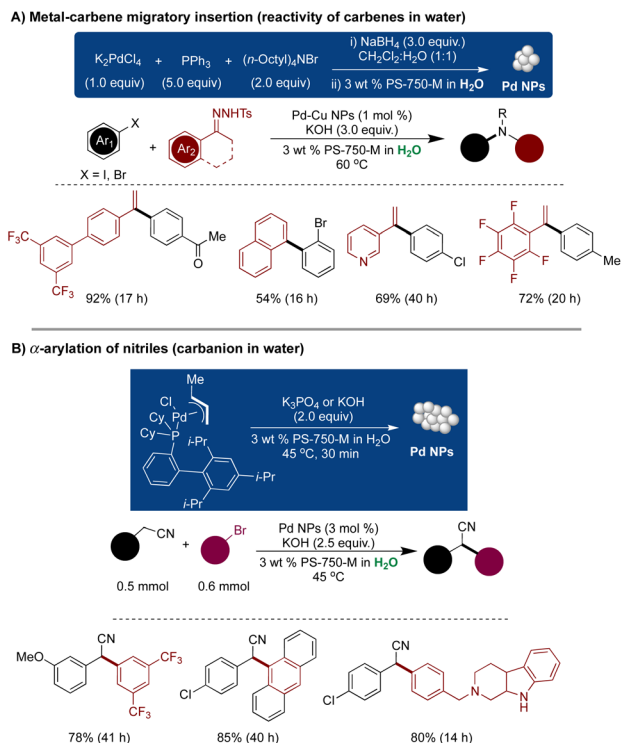 A) Metal-carbene migratory insertion (reactivity of carbenes in water)
K2PdCl4 + PPh3 + (n-Octyl)4NBr
(1.0 equiv.) (5.0 equiv.) (2.0 equiv.)
i) NaBH4 (3.0 equiv.)
CH2Cl2:H2O (1:1)
ii) 3 wt % PS-750-M in H2O
Pd NPs
X
Ar1
+
NNHTs
Ar2
X = I, Br
Pd-Cu NPs (1 mol %)
KOH (3.0 equiv.)
3 wt % PS-750-M in H2O
60 °C
R
N
F3C
CF3
Me
O
92% (17 h)
Br
54% (16 h)
N
Cl
69% (40 h)
F
F
F
F
F
Me
72% (20 h)
B) α-arylation of nitriles (carbanion in water)
Me
Cl
Pd
Cy
P
Cy
i-Pr
i-Pr
i-Pr
K3PO4 or KOH
(2.0 equiv)
3 wt % PS-750-M in H2O
45 °C, 30 min
Pd NPs
CN
+
Br
0.5 mmol 0.6 mmol
Pd NPs (3 mol %)
KOH (2.5 equiv.)
3 wt % PS-750-M in H2O
45 °C
CN
MeO
CN
CF3
CF3
78% (41 h)
CN
Cl
85% (40 h)
CN
Cl
N
N
H
80% (14 h)